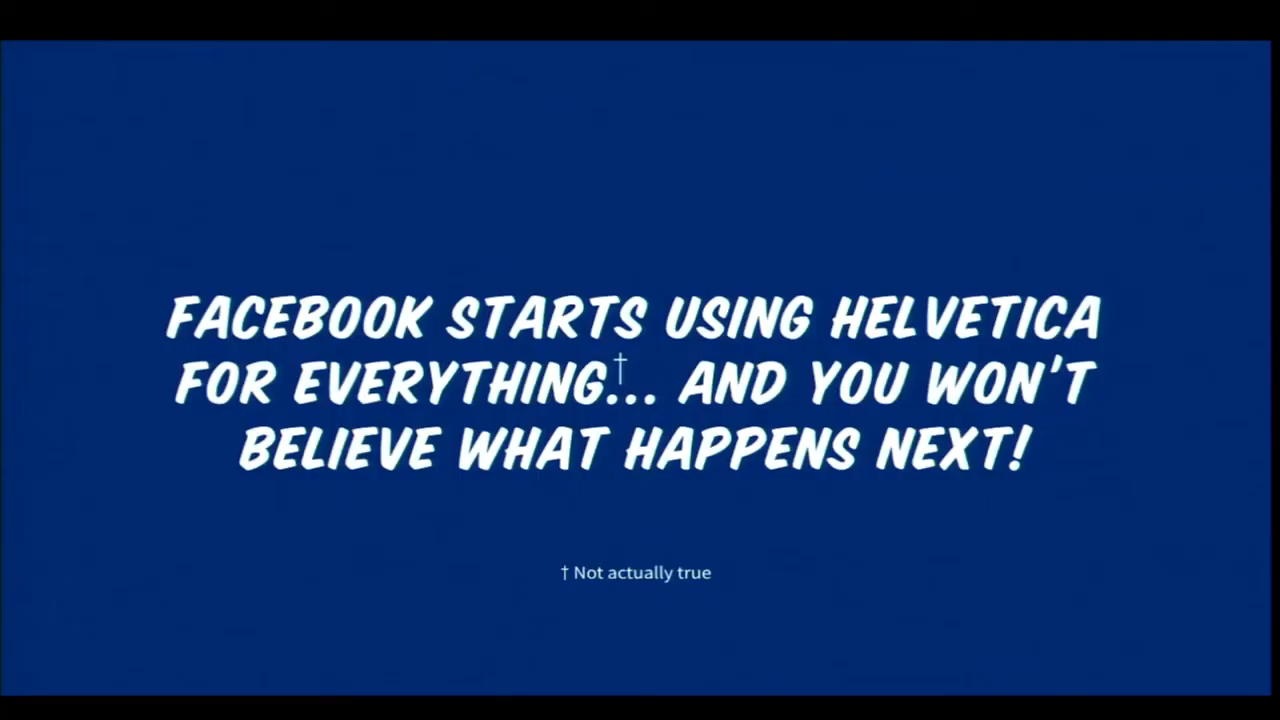 FACEBOOK STARTS USING HELVETICA
FOR EVERYTHING†... AND YOU WON'T
BELIEVE WHAT HAPPENS NEXT!
† Not actually true